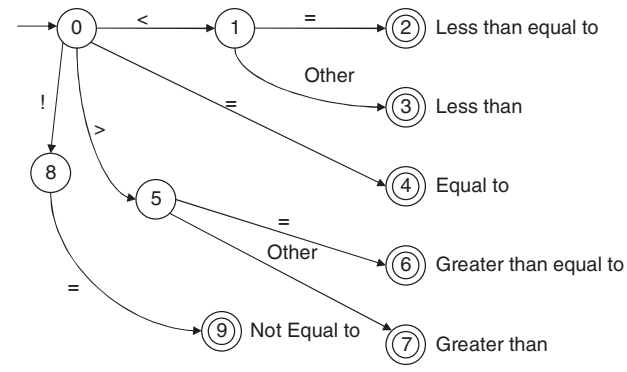 0 < 1 = 2 Less than equal to
Other
3 Less than
! > =
8 5 4 Equal to
=
Other
6 Greater than equal to
=
9 Not Equal to
7 Greater than